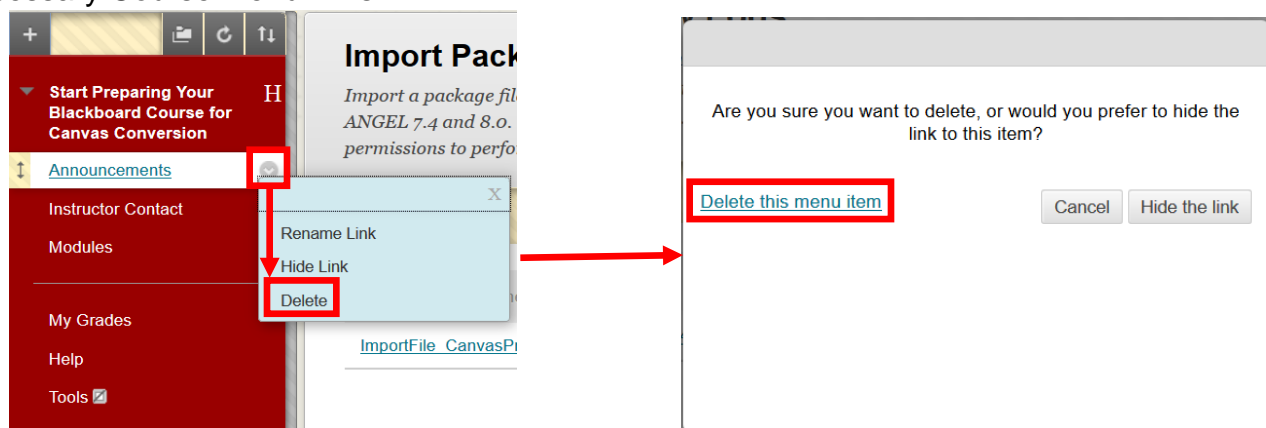 Course Menu
+
Start Preparing Your H
Blackboard Course for
Canvas Conversion
Announcements
Instructor Contact
Modules
My Grades
Help
Tools
Import Pack
Import a package fil
ANGEL 7.4 and 8.0.
permissions to perfo
X
Rename Link
Hide Link
Delete
ImportFile_CanvasPr
Are you sure you want to delete, or would you prefer to hide the
link to this item?
Delete this menu item
Cancel Hide the link